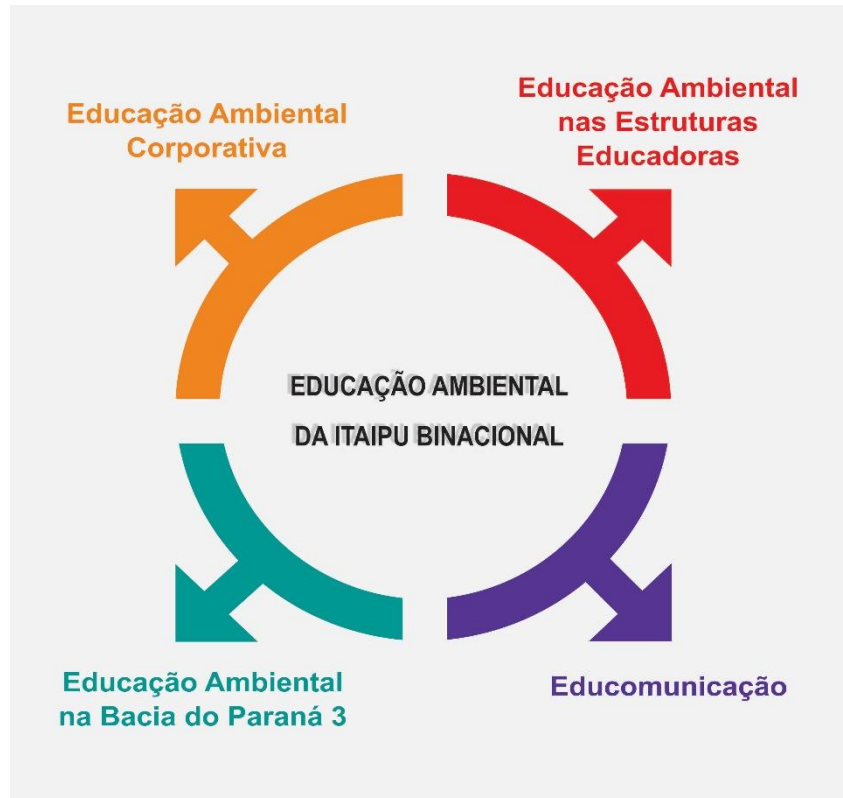 Educação Ambiental
Corporativa
Educação Ambiental
nas Estruturas
Educadoras
EDUCAÇÃO AMBIENTAL
DA ITAIPU BINACIONAL
Educação Ambiental
na Bacia do Paraná 3
Educomunicação